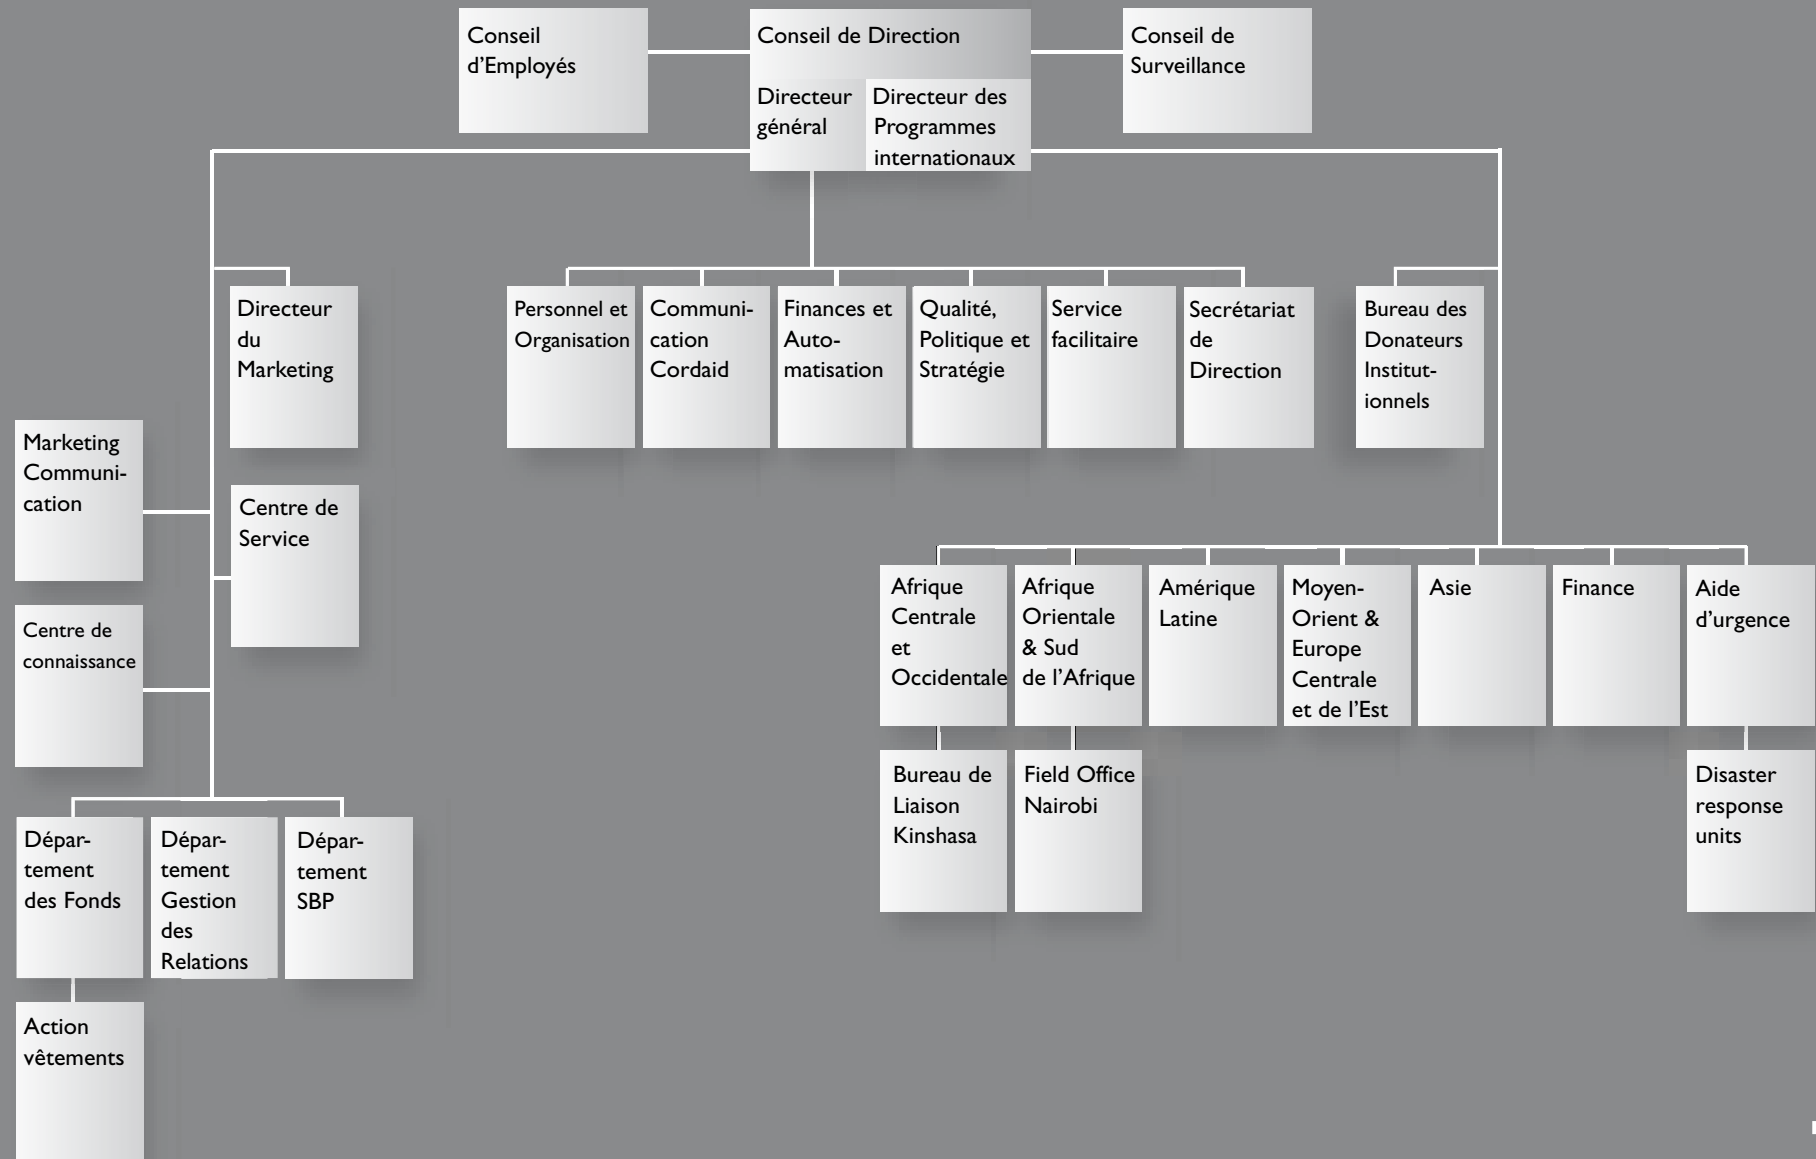 Conseil
d'Employés
Conseil de Direction
Directeur
général
Directeur des
Programmes
internationaux
Conseil de
Surveillance
Directeur
du
Marketing
Personnel et
Organisation
Communi-
cation
Cordaid
Finances et
Auto-
matisation
Qualité,
Politique et
Stratégie
Service
facilitaire
Secrétariat
de
Direction
Bureau des
Donateurs
Institut-
ionnels
Marketing
Communi-
cation
Centre de
Service
Centre de
connaissance
Afrique
Centrale
et
Occidentale
Afrique
Orientale
& Sud
de l'Afrique
Amérique
Latine
Moyen-
Orient &
Europe
Centrale
et de l'Est
Asie
Finance
Aide
d'urgence
Bureau de
Liaison
Kinshasa
Field Office
Nairobi
Disaster
response
units
Dépar-
tement
des Fonds
Dépar-
tement
Gestion
des
Relations
Dépar-
tement
SBP
Action
vêtements